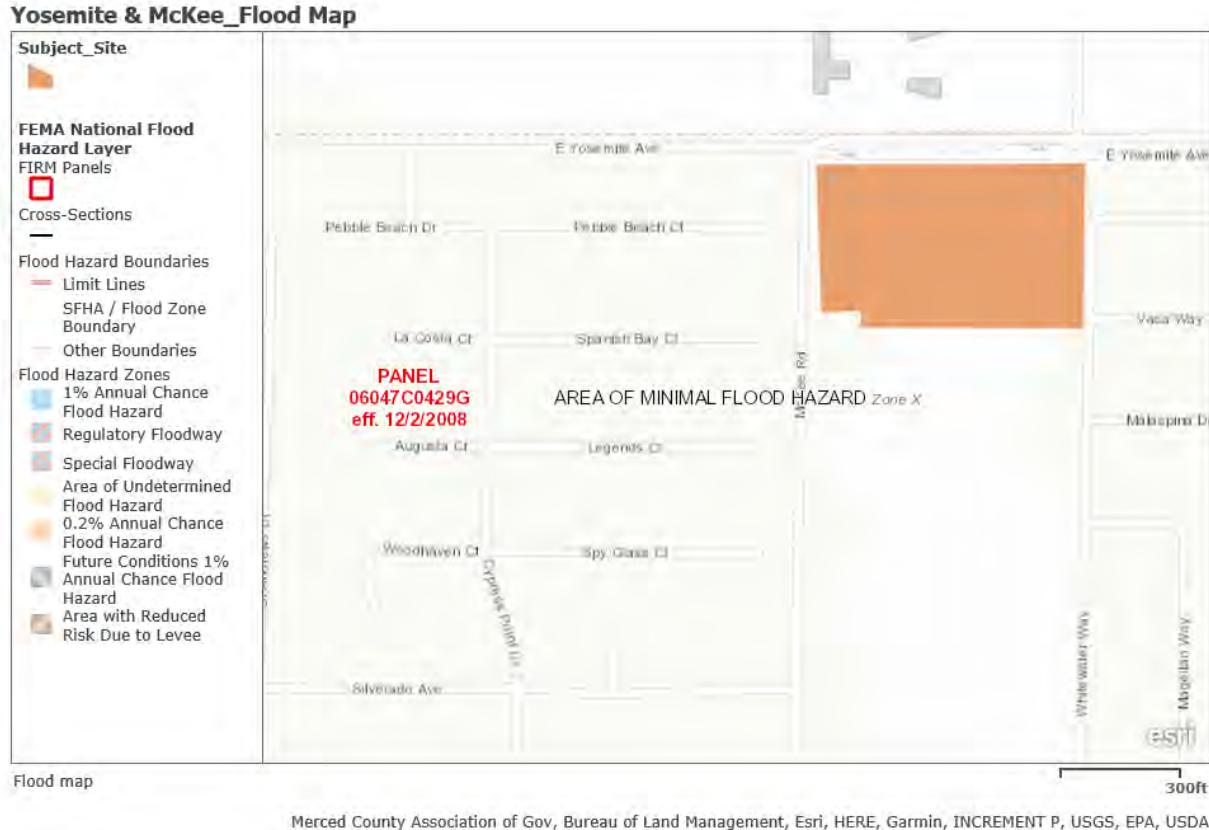 Yosemite & McKee_Flood Map
Subject_Site
FEMA National Flood
Hazard Layer
FIRM Panels
Cross-Sections
Flood Hazard Boundaries
Limit Lines
SFHA / Flood Zone
Boundary
Other Boundaries
Flood Hazard Zones
1% Annual Chance
Flood Hazard
Regulatory Floodway
Special Floodway
Area of Undetermined
Flood Hazard
0.2% Annual Chance
Flood Hazard
Future Conditions 1%
Annual Chance Flood
Hazard
Area with Reduced
Risk Due to Levee
E Yosemite Ave
E Yosemite Ave
Pebble Beach Dr
Pebble Beach Ct
La Costa Ct
Spanish Bay Ct
Vaca Way
PANEL
06047C0429G
eff. 12/2/2008
AREA OF MINIMAL FLOOD HAZARD Zone X
Rd
Malaspina D
Augusta Ct
Legends Ct
Woodhaven Ct
Spy Glass Ct
Cypress Point Dr
Silverado Ave
Whitewater Way
Magellan Way
esri
Flood map
300ft
Merced County Association of Gov, Bureau of Land Management, Esri, HERE, Garmin, INCREMENT P, USGS, EPA, USDA